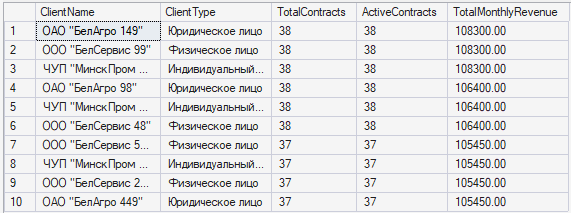 ClientName ClientType TotalContracts ActiveContracts TotalMonthlyRevenue
1 ОАО "БелАгро 149" Юридическое лицо 38 38 108300.00
2 ООО "БелСервис 99" Физическое лицо 38 38 108300.00
3 ЧУП "МинскПром ... Индивидуальный... 38 38 108300.00
4 ОАО "БелАгро 98" Юридическое лицо 38 38 106400.00
5 ЧУП "МинскПром ... Индивидуальный... 38 38 106400.00
6 ООО "БелСервис 48" Физическое лицо 38 38 106400.00
7 ООО "БелСервис 5... Физическое лицо 37 37 105450.00
8 ЧУП "МинскПром ... Индивидуальный... 37 37 105450.00
9 ООО "БелСервис 2... Физическое лицо 37 37 105450.00
10 ОАО "БелАгро 449" Юридическое лицо 37 37 105450.00